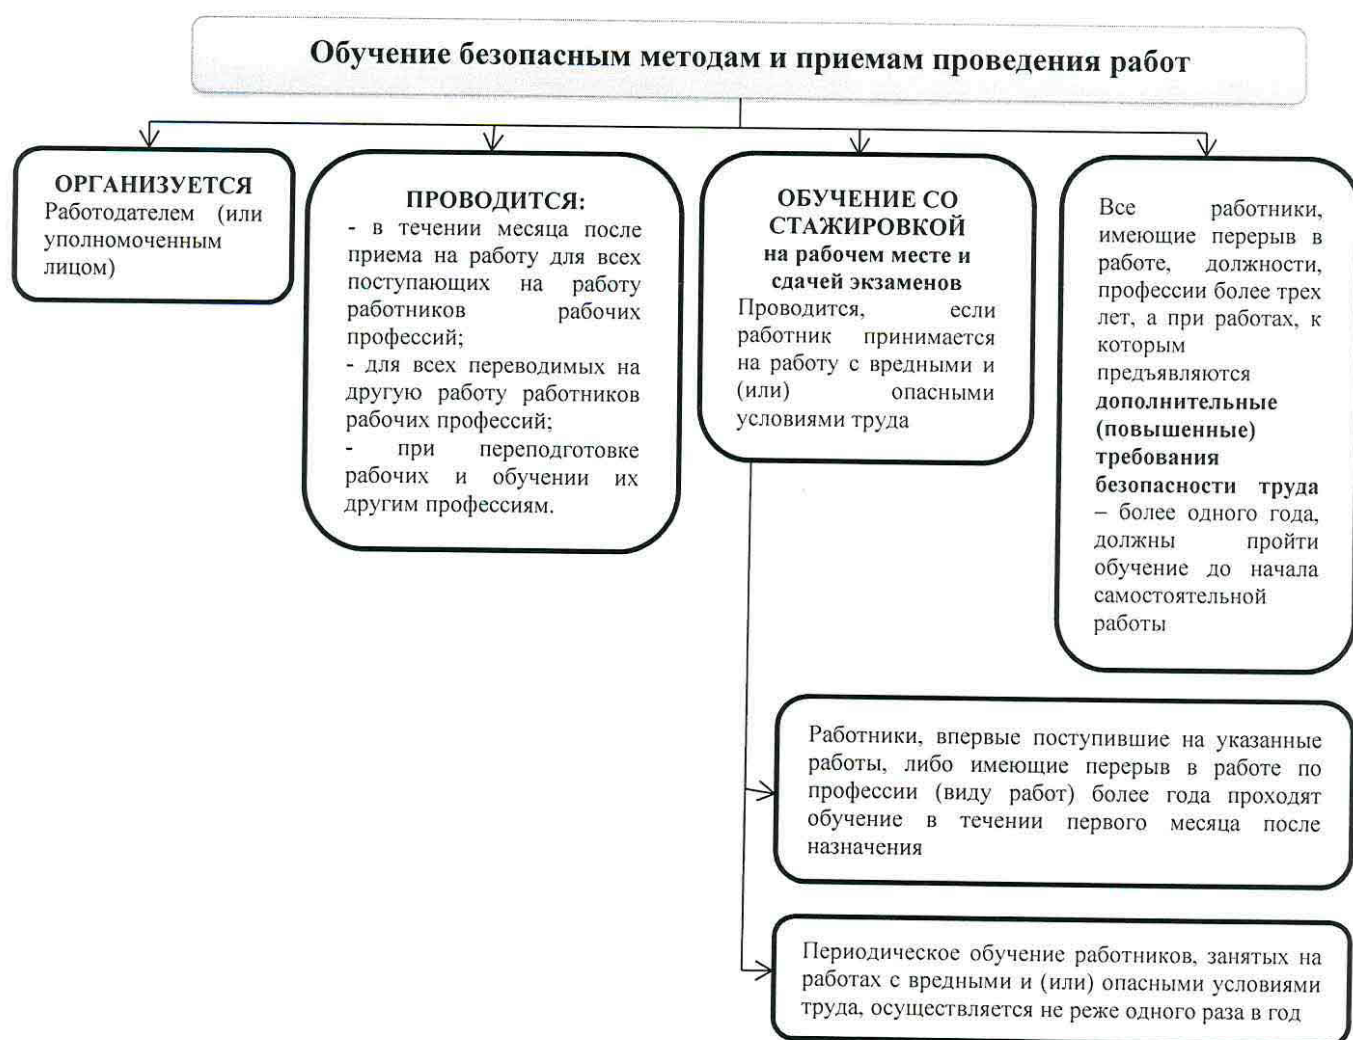 Обучение безопасным методам и приемам проведения работ
ОРГАНИЗУЕТСЯ
Работодателем (или
уполномоченным
лицом)
ПРОВОДИТСЯ:
- в течении месяца после
приема на работу для всех
поступающих на работу
работников рабочих
профессий;
- для всех переводимых на
другую работу работников
рабочих профессий;
- при переподготовке
рабочих и обучении их
другим профессиям.
ОБУЧЕНИЕ СО
СТАЖИРОВКОЙ
на рабочем месте и
сдачей экзаменов
Проводится, если
работник принимается
на работу с вредными и
(или) опасными
условиями труда
Все работники,
имеющие перерыв в
работе, должности,
профессии более трех
лет, а при работах, к
которым
предъявляются
дополнительные
(повышенные)
требования
безопасности труда
– более одного года,
должны пройти
обучение до начала
самостоятельной
работы
Работники, впервые поступившие на указанные
работы, либо имеющие перерыв в работе по
профессии (виду работ) более года проходят
обучение в течении первого месяца после
назначения
Периодическое обучение работников, занятых на
работах с вредными и (или) опасными условиями
труда, осуществляется не реже одного раза в год